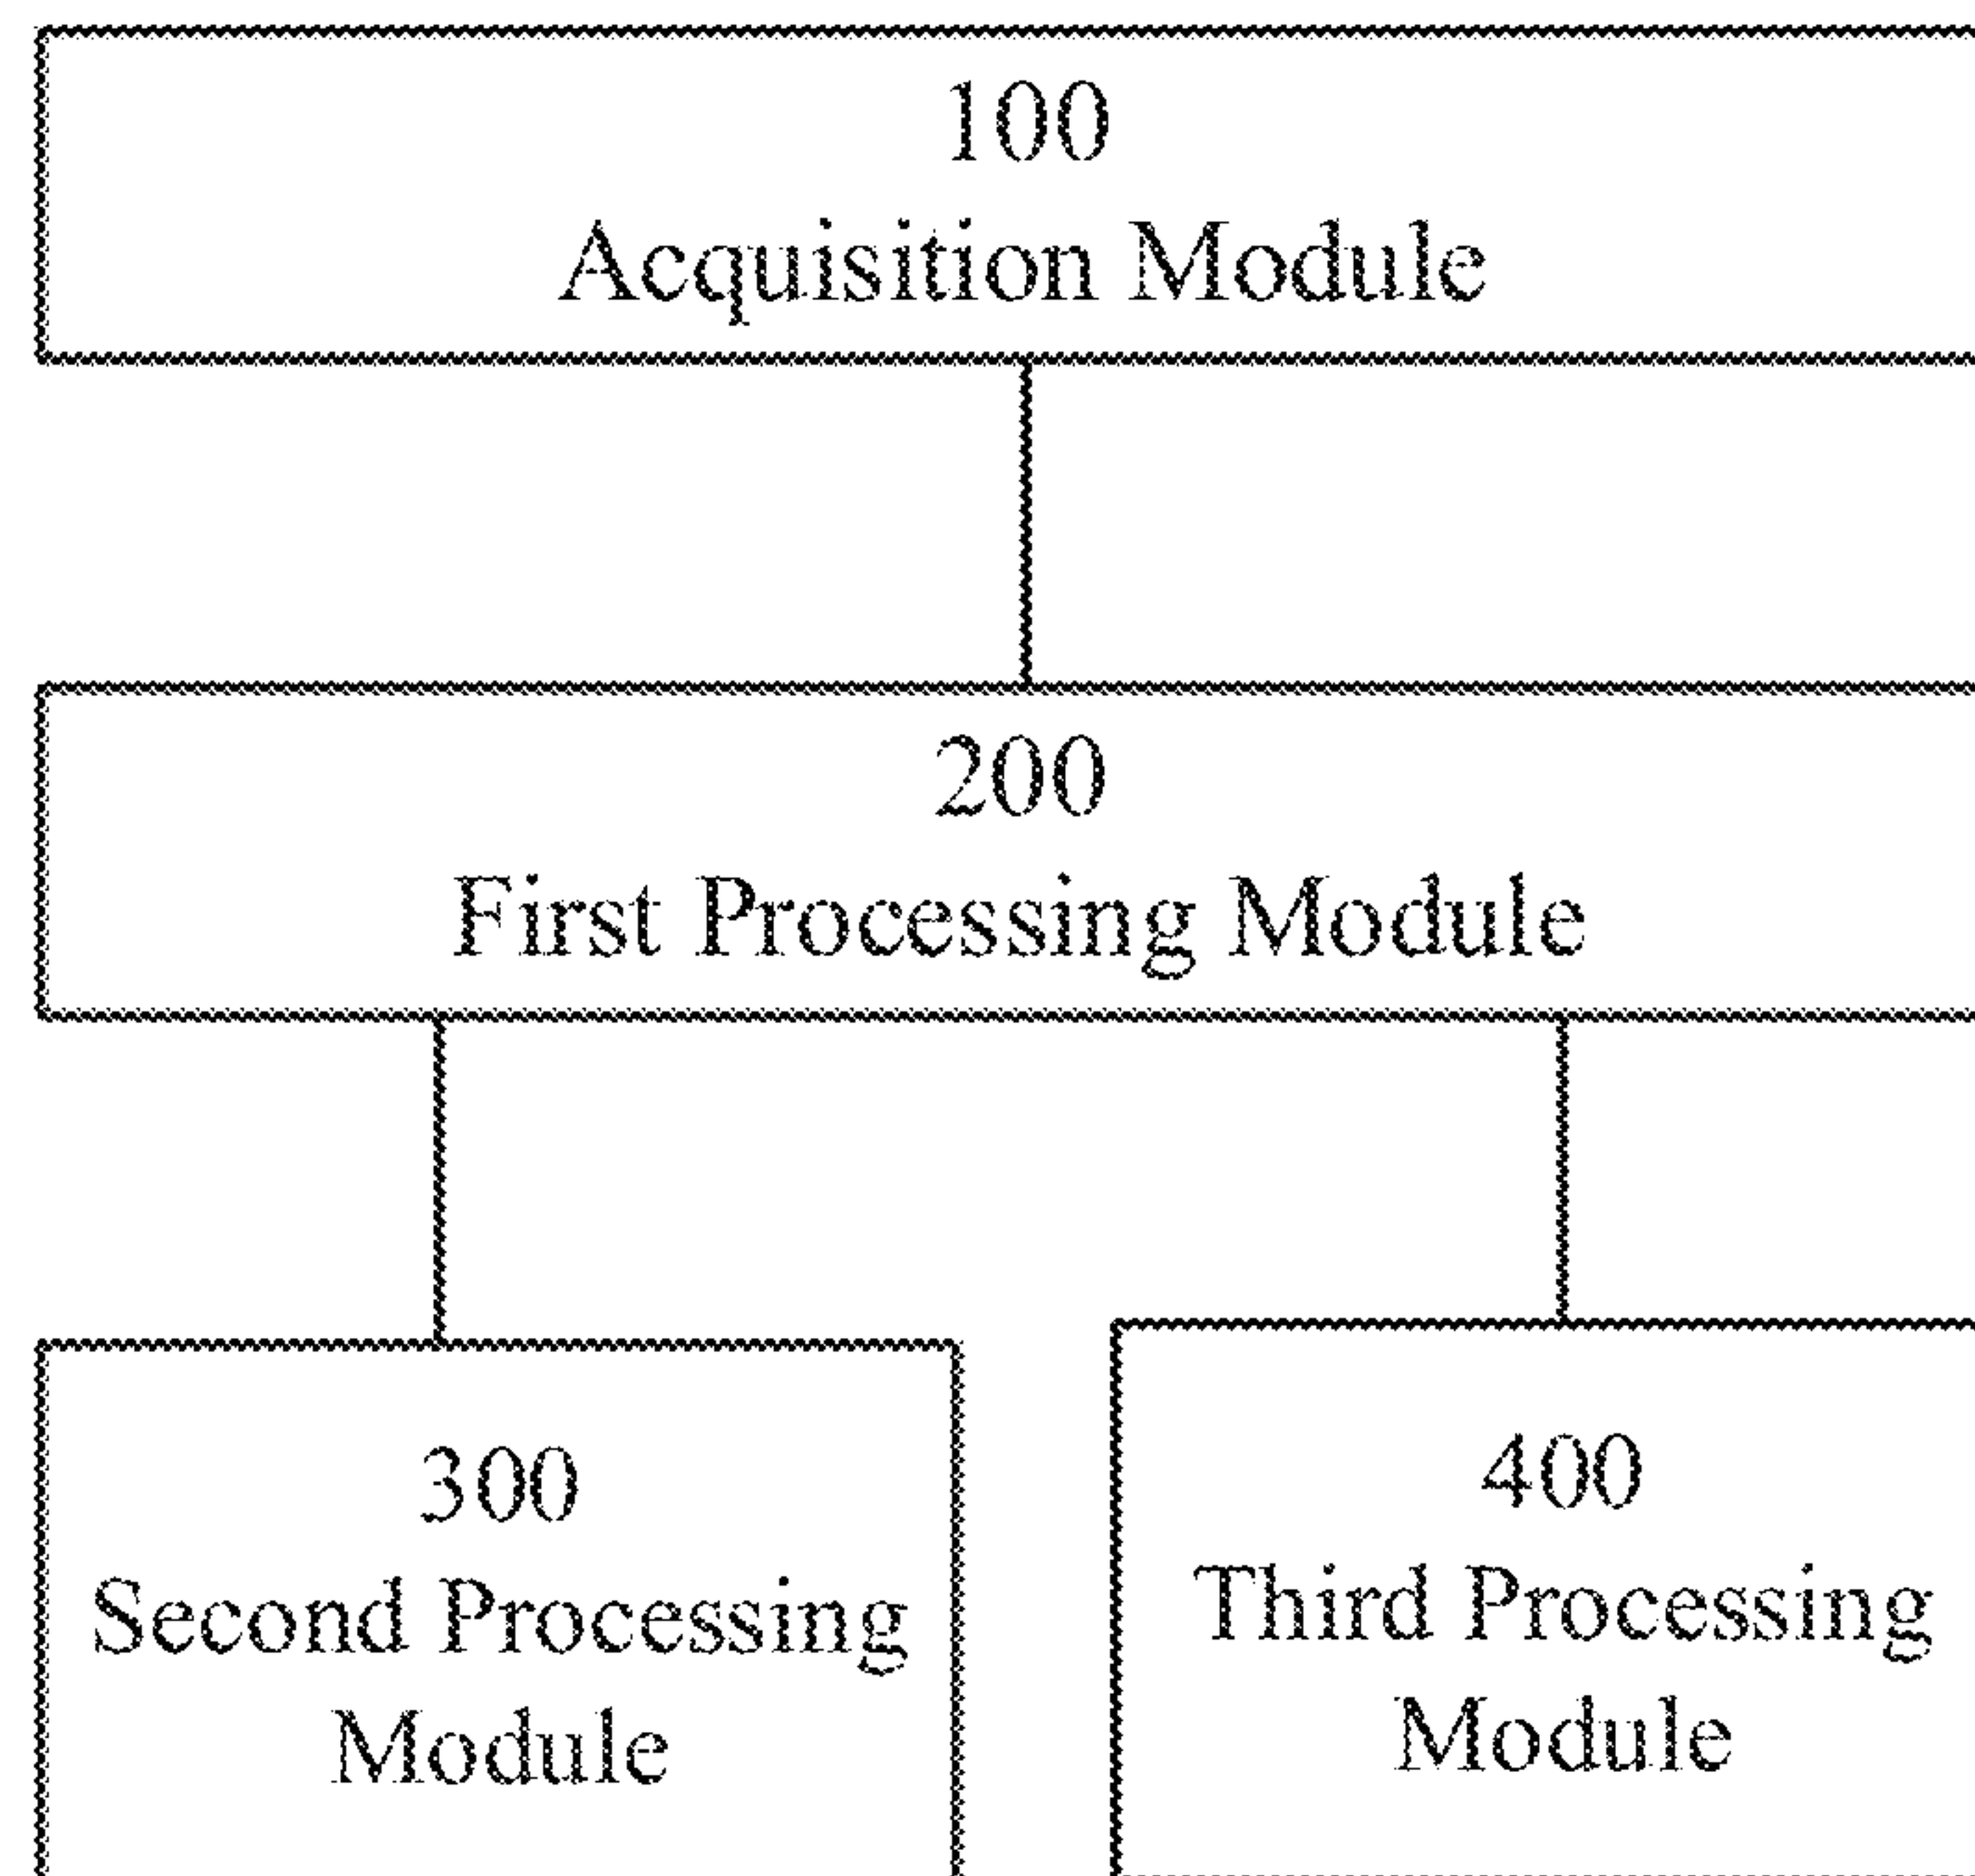 100
Acquisition Module
200
First Processing Module
300
Second Processing
Module
400
Third Processing
Module